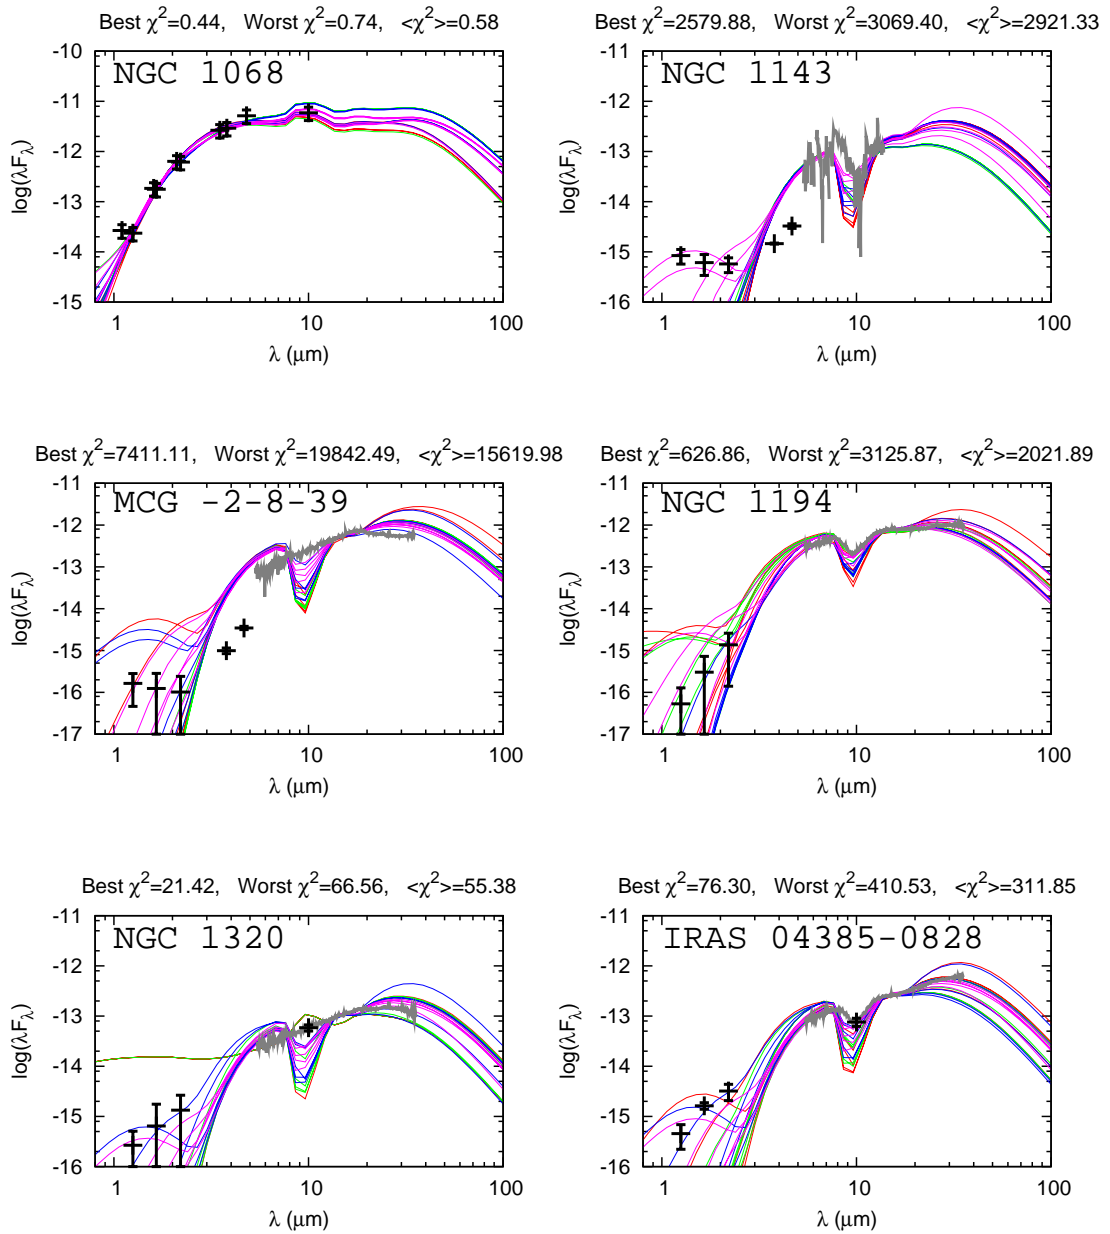 Best χ²=0.44, Worst χ²=0.74, <χ²>=0.58
NGC 1068
log(λF_λ)
-10
-11
-12
-13
-14
-15
1 10 100
λ (μm)
Best χ²=2579.88, Worst χ²=3069.40, <χ²>=2921.33
NGC 1143
log(λF_λ)
-11
-12
-13
-14
-15
-16
1 10 100
λ (μm)
Best χ²=7411.11, Worst χ²=19842.49, <χ²>=15619.98
MCG -2-8-39
log(λF_λ)
-11
-12
-13
-14
-15
-16
-17
1 10 100
λ (μm)
Best χ²=626.86, Worst χ²=3125.87, <χ²>=2021.89
NGC 1194
log(λF_λ)
-11
-12
-13
-14
-15
-16
-17
1 10 100
λ (μm)
Best χ²=21.42, Worst χ²=66.56, <χ²>=55.38
NGC 1320
log(λF_λ)
-11
-12
-13
-14
-15
-16
1 10 100
λ (μm)
Best χ²=76.30, Worst χ²=410.53, <χ²>=311.85
IRAS 04385-0828
log(λF_λ)
-11
-12
-13
-14
-15
-16
1 10 100
λ (μm)